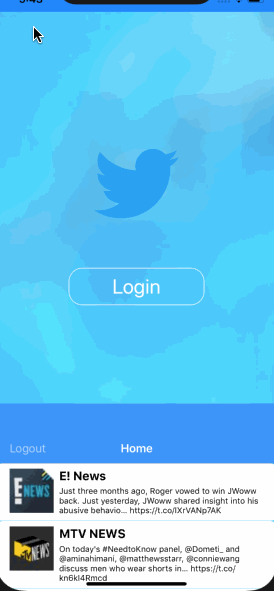 Login
Logout Home
E! News
Just three months ago, Roger vowed to win JWoww
back. Just yesterday, JWoww shared insight into his
abusive behavio... https://t.co/lXrVANp7AK
MTV NEWS
On today's #NeedtoKnow panel, @Dometi_ and
@aminahimani, @matthewsstarr, @conniewang
discuss men who wear shorts in... https://t.co/
kn6kI4Rmcd